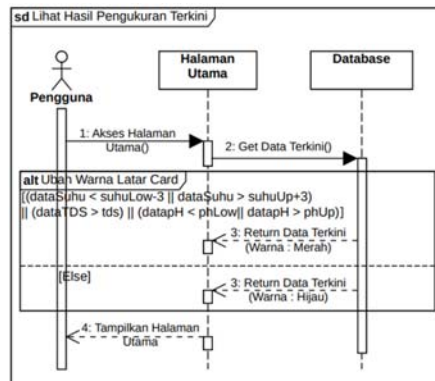 sd Lihat Hasil Pengukuran Terkini
Halaman
Utama
Database
Pengguna
1: Akses Halaman
Utama()
2: Get Data Terkini()
alt Ubah Warna Latar Card
[(dataSuhu < suhuLow-3 || dataSuhu > suhuUp+3)
|| (dataTDS > tds) || (datapH < phLow|| datapH > phUp)]
3: Return Data Terkini
(Warna : Merah)
[Else]
3: Return Data Terkini
(Warna : Hijau)
4: Tampilkan Halaman
Utama